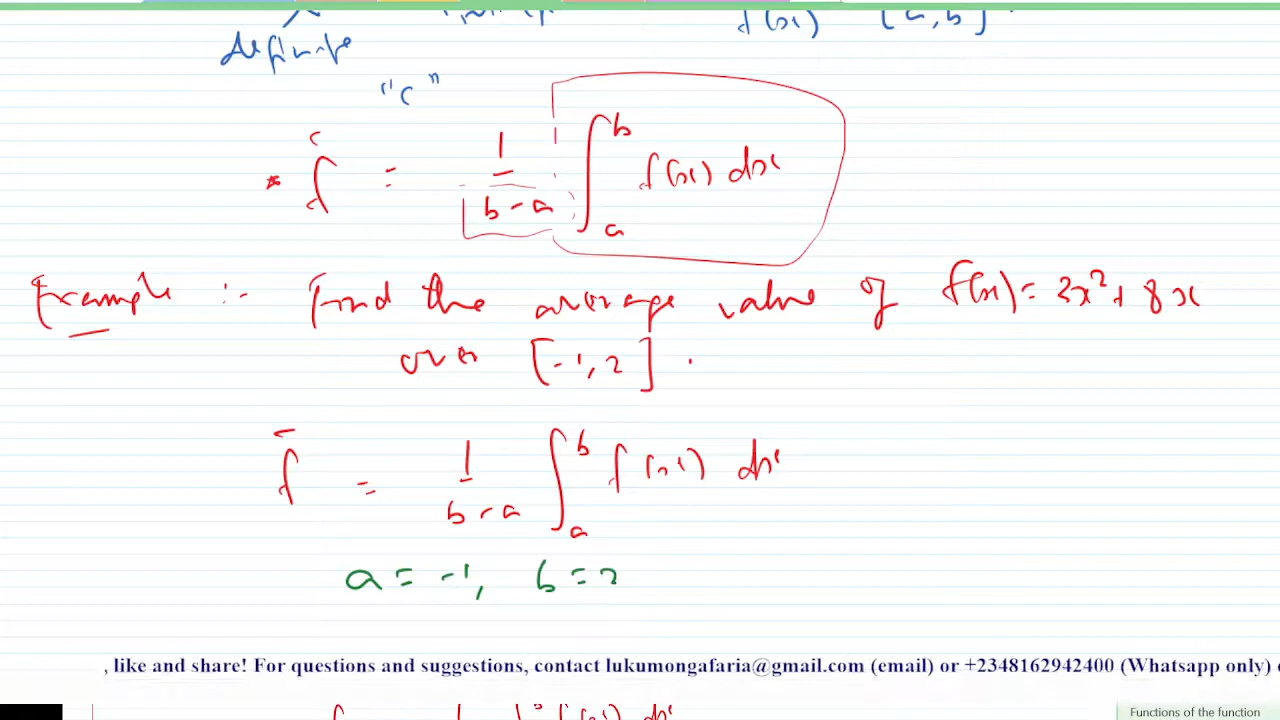 f(x) [a, b].
definite
"c"
* f̄ = 1/(b-a) ∫_a^b f(x) dx
Example :- Find the average value of f(x) = 3x² + 8x
over [-1, 2].
f̄ = 1/(b-a) ∫_a^b f(x) dx
a = -1, b = 2
, like and share! For questions and suggestions, contact lukumongafaria@gmail.com (email) or +2348162942400 (Whatsapp only) o
Functions of the function